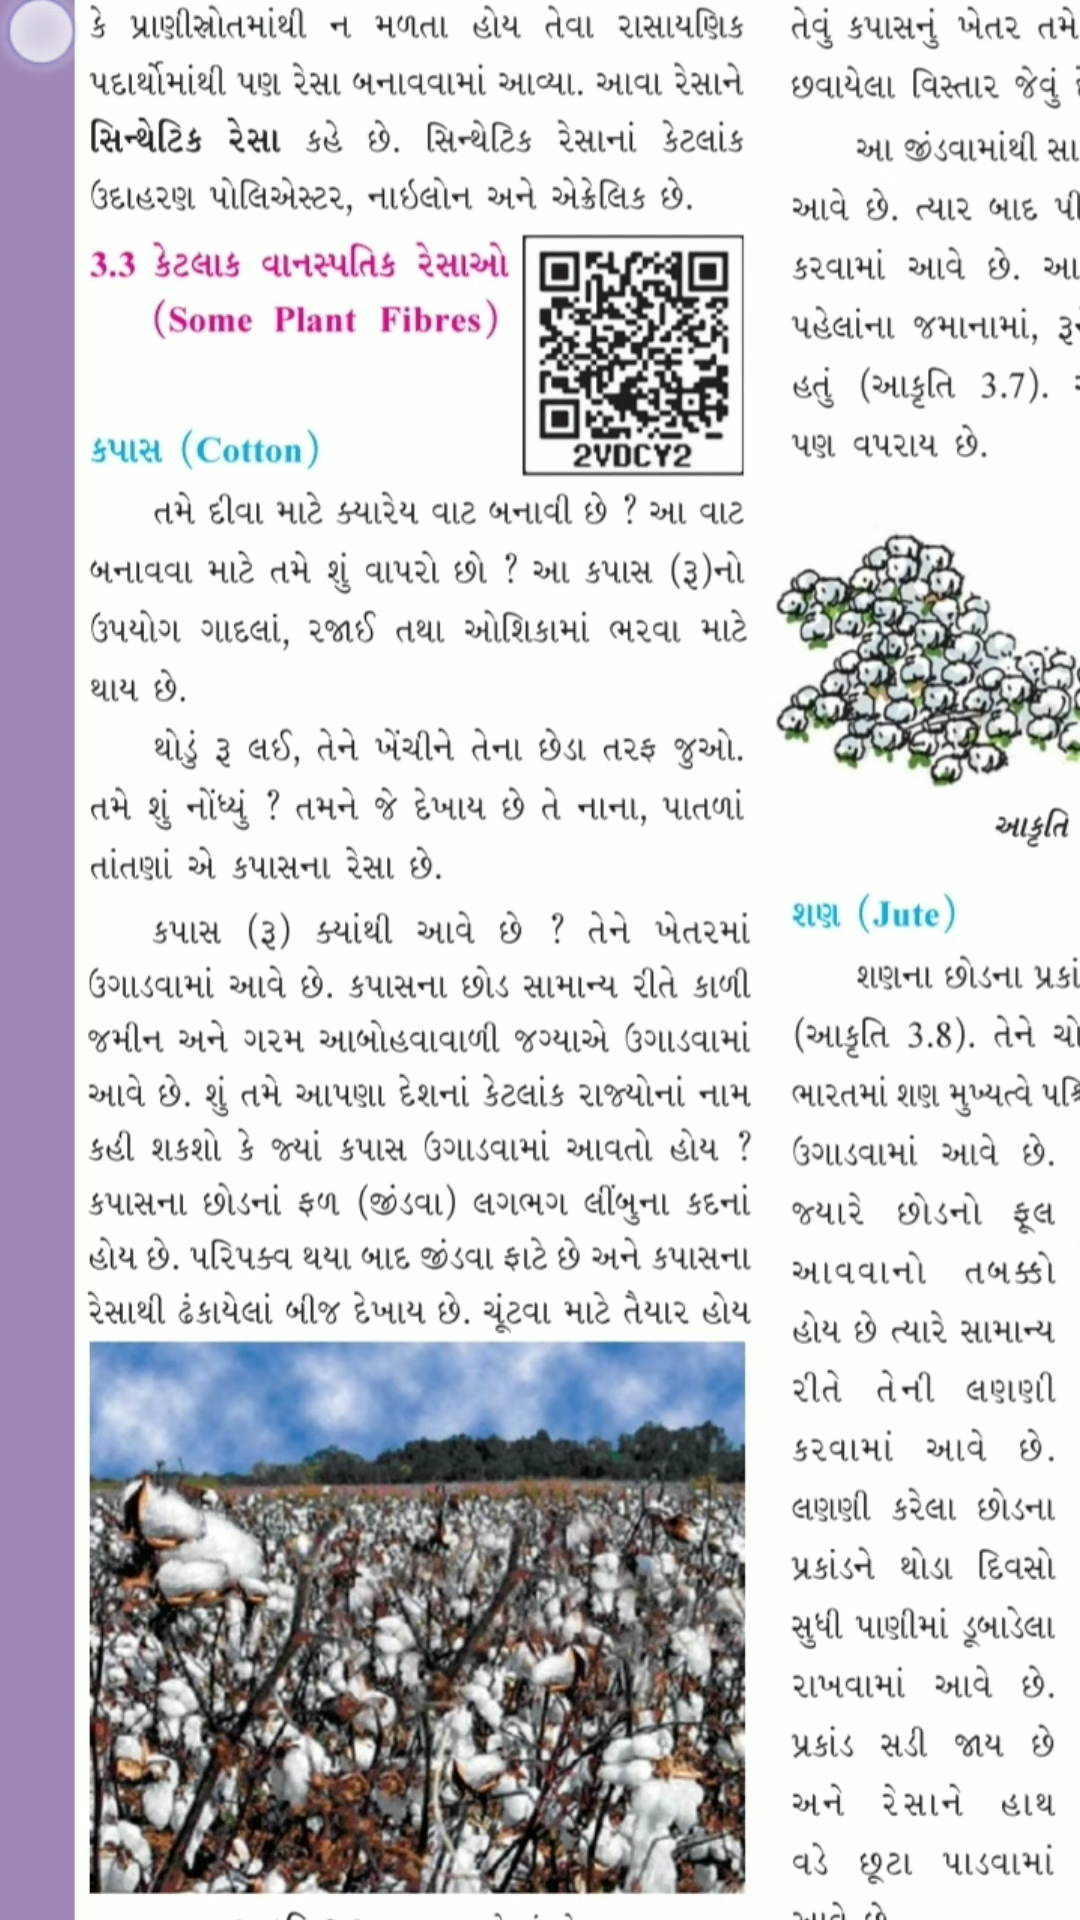 કે પ્રાણીસ્રોતમાંથી ન મળતા હોય તેવા રાસાયણિક
પદાર્થોમાંથી પણ રેસા બનાવવામાં આવ્યા. આવા રેસાને
સિન્થેટિક રેસા કહે છે. સિન્થેટિક રેસાનાં કેટલાંક
ઉદાહરણ પોલિએસ્ટર, નાઇલોન અને એક્રેલિક છે.
3.3 કેટલાક વાનસ્પતિક રેસાઓ
(Some Plant Fibres)
2VDCY2
કપાસ (Cotton)
તમે દીવા માટે ક્યારેય વાટ બનાવી છે ? આ વાટ
બનાવવા માટે તમે શું વાપરો છો ? આ કપાસ (રૂ)નો
ઉપયોગ ગાદલાં, રજાઈ તથા ઓશિકામાં ભરવા માટે
થાય છે.
થોડું રૂ લઈ, તેને ખેંચીને તેના છેડા તરફ જુઓ.
તમે શું નોંધ્યું ? તમને જે દેખાય છે તે નાના, પાતળાં
તાંતણાં એ કપાસના રેસા છે.
કપાસ (રૂ) ક્યાંથી આવે છે ? તેને ખેતરમાં
ઉગાડવામાં આવે છે. કપાસના છોડ સામાન્ય રીતે કાળી
જમીન અને ગરમ આબોહવાવાળી જગ્યાએ ઉગાડવામાં
આવે છે. શું તમે આપણા દેશનાં કેટલાંક રાજ્યોનાં નામ
કહી શકશો કે જ્યાં કપાસ ઉગાડવામાં આવતો હોય ?
કપાસના છોડનાં ફળ (જીંડવા) લગભગ લીંબુના કદનાં
હોય છે. પરિપક્વ થયા બાદ જીંડવા ફાટે છે અને કપાસના
રેસાથી ઢંકાયેલાં બીજ દેખાય છે. ચૂંટવા માટે તૈયાર હોય
તેવું કપાસનું ખેતર તમે
છવાયેલા વિસ્તાર જેવું
આ જીંડવામાંથી સા
આવે છે. ત્યાર બાદ પી
કરવામાં આવે છે. આ
પહેલાંના જમાનામાં,
હતું (આકૃતિ 3.7).
પણ વપરાય છે.
આકૃતિ
શણ (Jute)
શણના છોડના પ્રકાં
(આકૃતિ 3.8). તેને ચો
ભારતમાં શણ મુખ્યત્વે
ઉગાડવામાં આવે છે.
જ્યારે છોડનો ફૂલ
આવવાનો તબક્કો
હોય છે ત્યારે સામાન્ય
રીતે તેની લણણી
કરવામાં આવે છે.
લણણી કરેલા છોડના
પ્રકાંડને થોડા દિવસો
સુધી પાણીમાં ડૂબાડેલા
રાખવામાં આવે છે.
પ્રકાંડ સડી જાય છે
અને રેસાને હાથ
વડે છૂટા પાડવામાં